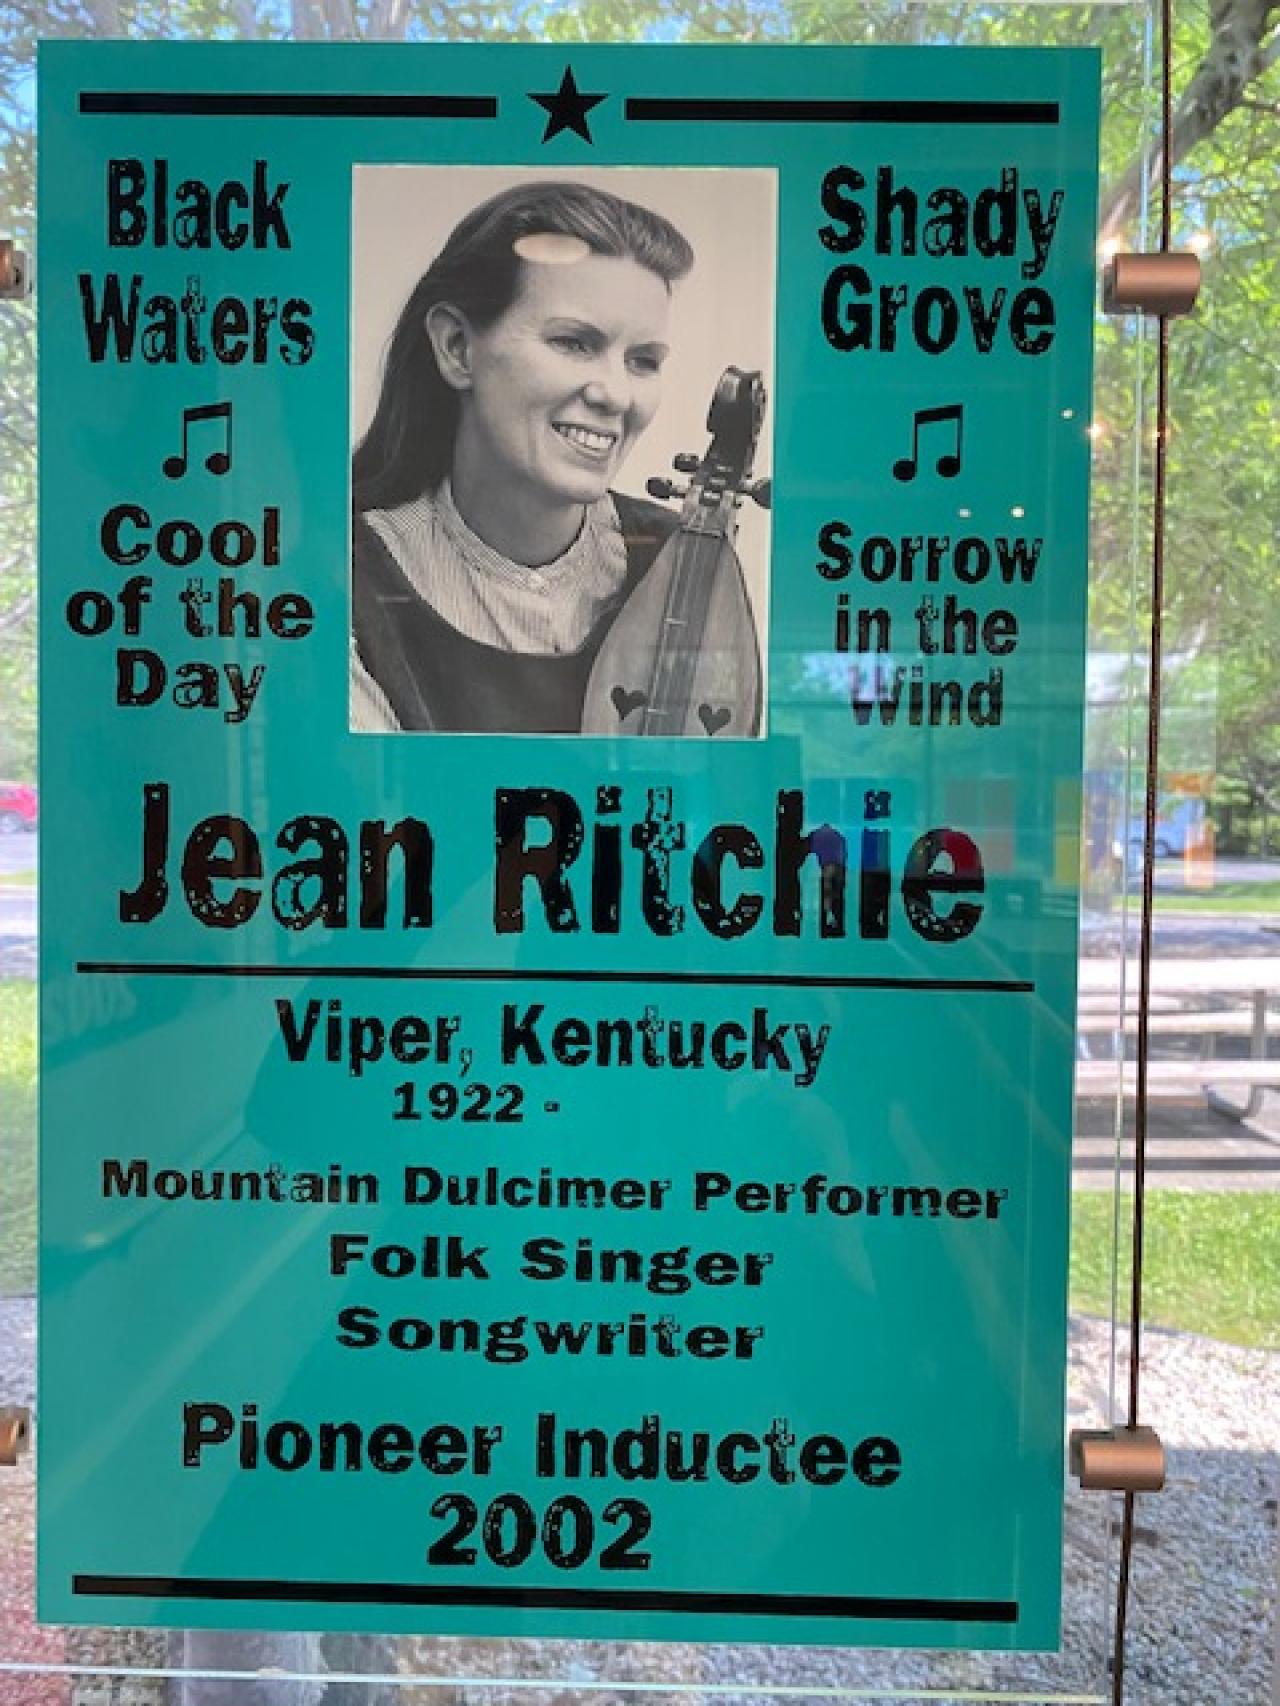 Black
Waters
Cool
of the
Day
Shady
Grove
Sorrow
in the
Wind
Jean Ritchie
Viper, Kentucky
1922 -
Mountain Dulcimer Performer
Folk Singer
Songwriter
Pioneer Inductee
2002